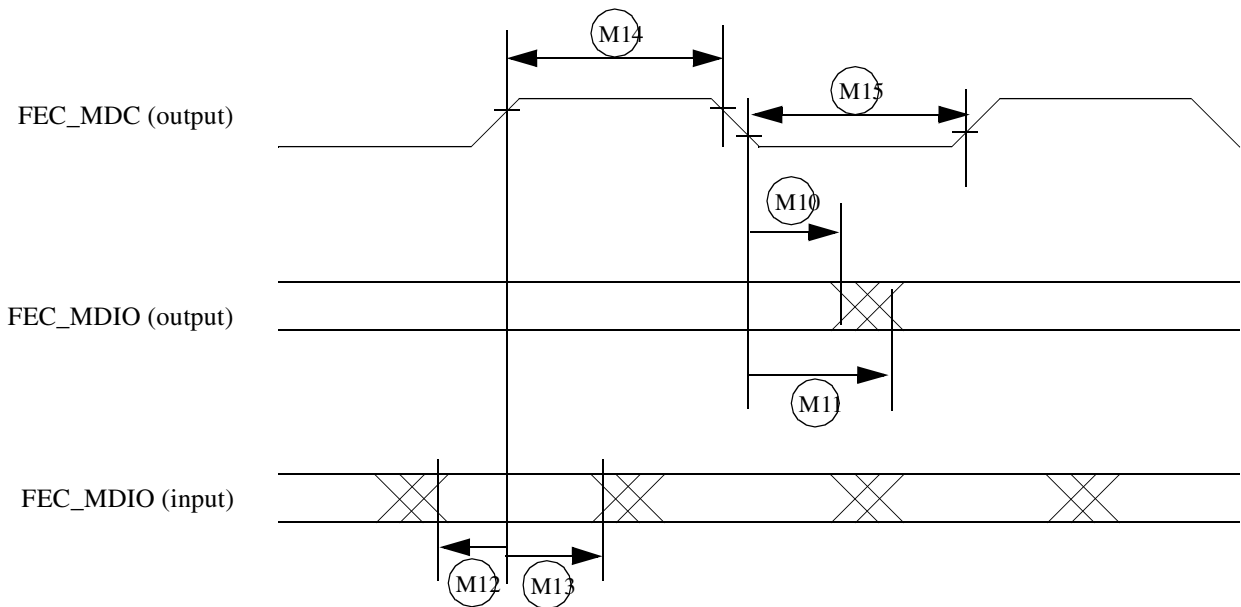 M14
FEC_MDC (output)
M15
M10
FEC_MDIO (output)
M11
FEC_MDIO (input)
M12
M13